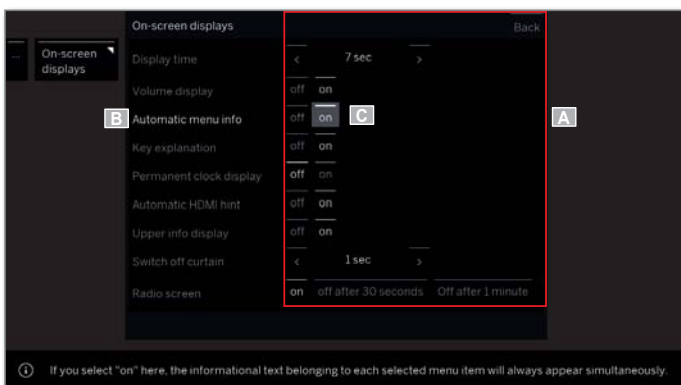 On-screen displays
Back
... On-screen displays
Display time < 7 sec >
Volume display off on
B Automatic menu info off on C A
Key explanation off on
Permanent clock display off on
Automatic HDMI hint off on
Upper info display off on
Switch off curtain < 1 sec >
Radio screen on off after 30 seconds Off after 1 minute
i If you select "on" here, the informational text belonging to each selected menu item will always appear simultaneously.